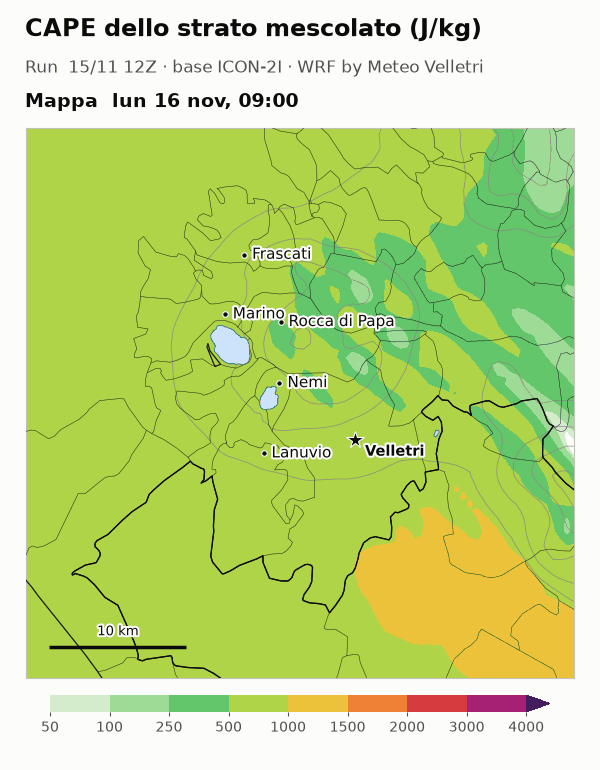 CAPE dello strato mescolato (J/kg)
Run  15/11 12Z · base ICON-2I · WRF by Meteo Velletri
Mappa  lun 16 nov, 09:00
Frascati
Marino
Rocca di Papa
Nemi
Velletri
Lanuvio
10 km
50 100 250 500 1000 1500 2000 3000 4000